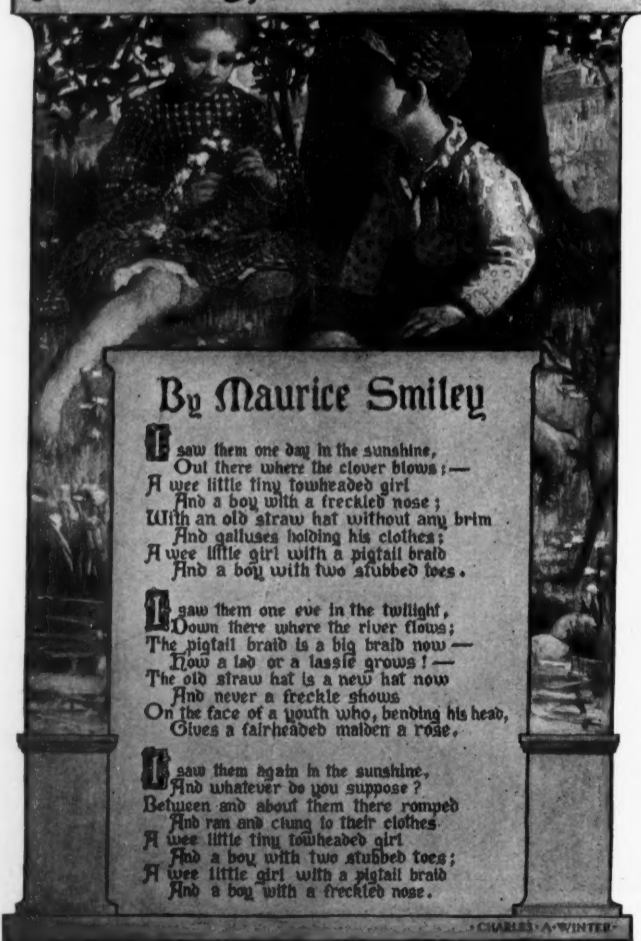 By Maurice Smiley
I saw them one day in the sunshine,
Out there where the clover blows;—
A wee little tiny towheaded girl
And a boy with a freckled nose;
With an old straw hat without any brim
And galluses holding his clothes;
A wee little girl with a pigtail braid
And a boy with two stubbed toes.
I saw them one eve in the twilight,
Down there where the river flows;
The pigtail braid is a big braid now—
How a lad or a lassie grows!—
The old straw hat is a new hat now
And never a freckle shows
On the face of a youth who, bending his head,
Gives a fairheaded maiden a rose.
I saw them again in the sunshine,
And whatever do you suppose?
Between and about them there romped
And ran and clung to their clothes
A wee little tiny towheaded girl
And a boy with two stubbed toes;
A wee little girl with a pigtail braid
And a boy with a freckled nose.
·CHARLES·A·WINTER·